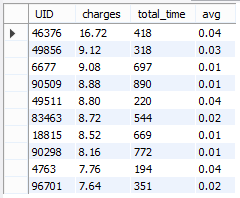 UID charges total_time avg
46376 16.72 418 0.04
49856 9.12 318 0.03
6677 9.08 697 0.01
90509 8.88 890 0.01
49511 8.80 220 0.04
83463 8.72 544 0.02
18815 8.52 669 0.01
90298 8.16 772 0.01
4763 7.76 194 0.04
96701 7.64 351 0.02